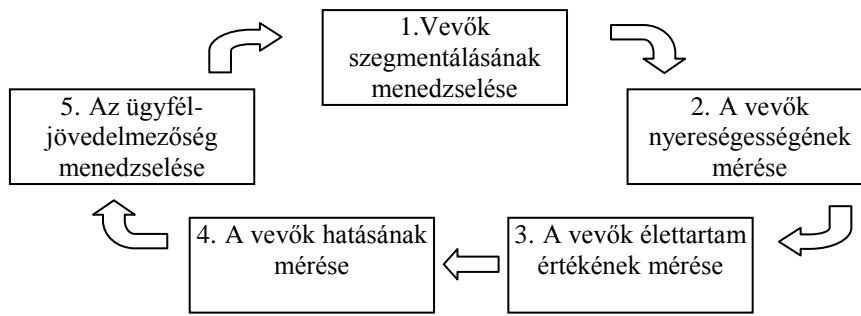 1.Vevők
szegmentálásának
menedzselése
2. A vevők
nyereségességének
mérése
3. A vevők élettartam
értékének mérése
4. A vevők hatásának
mérése
5. Az ügyfél-
jövedelmezőség
menedzselése